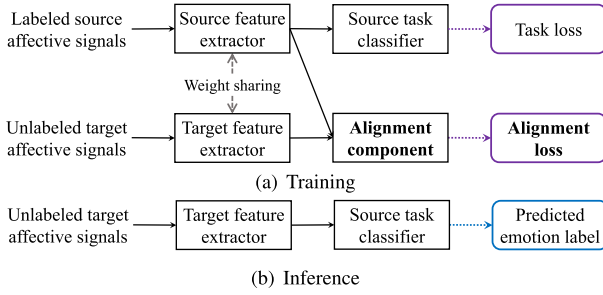 Labeled source
affective signals
Source feature
extractor
Source task
classifier
Task loss
Weight sharing
Unlabeled target
affective signals
Target feature
extractor
Alignment
component
Alignment
loss
(a) Training
Unlabeled target
affective signals
Target feature
extractor
Source task
classifier
Predicted
emotion label
(b) Inference